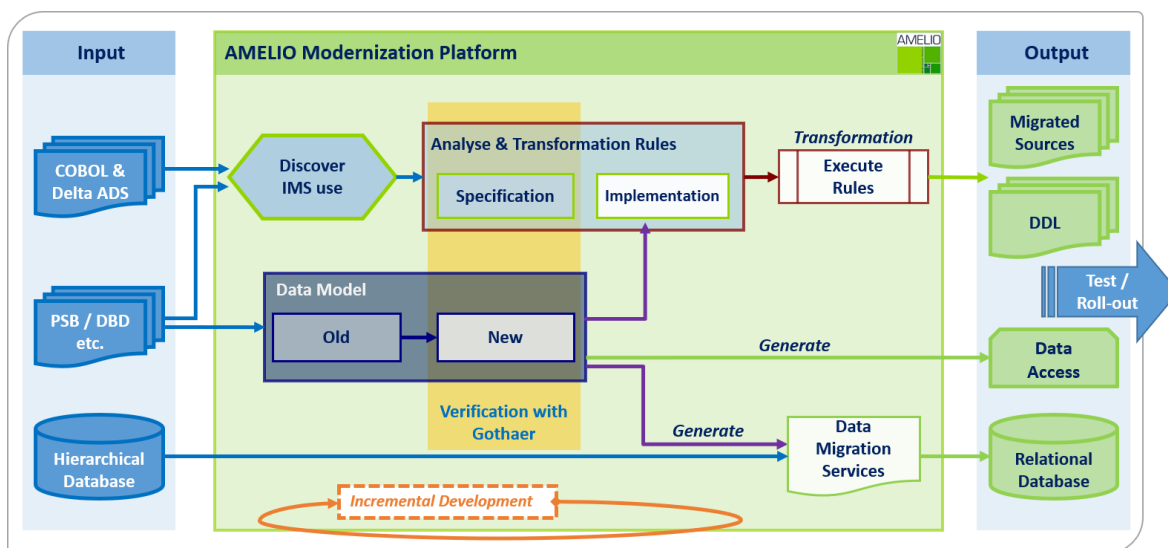 Input
AMELIO Modernization Platform
AMELIO
Output
COBOL &
Delta ADS
Discover
IMS use
Analyse & Transformation Rules
Specification
Implementation
Transformation
Execute
Rules
Migrated
Sources
DDL
PSB / DBD
etc.
Data Model
Old
New
Test /
Roll-out
Generate
Data
Access
Verification with
Gothaer
Generate
Hierarchical
Database
Data
Migration
Services
Relational
Database
Incremental Development